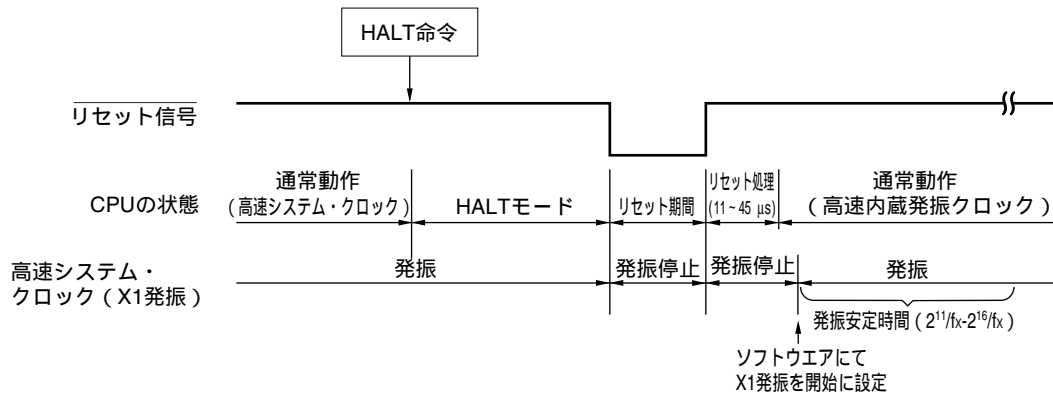 HALT命令
リセット信号
通常動作
(高速システム・クロック)
CPUの状態
HALTモード
リセット期間
リセット処理
(11~45 μs)
通常動作
(高速内蔵発振クロック)
高速システム・
クロック(X1発振)
発振
発振停止
発振停止
発振
発振安定時間(2¹¹/fx-2¹⁶/fx)
ソフトウエアにて
X1発振を開始に設定